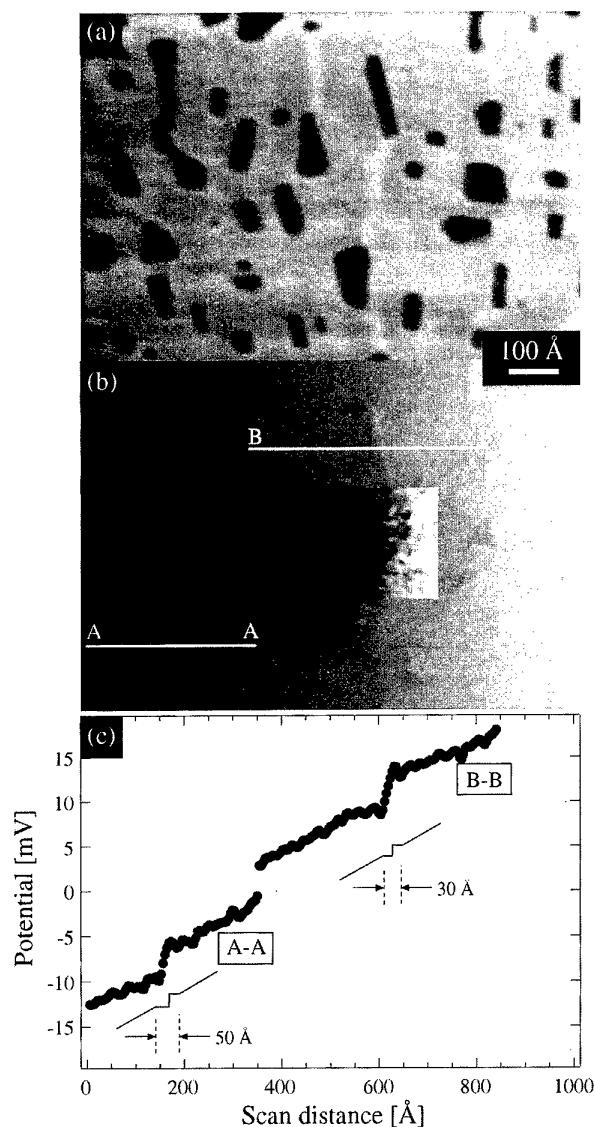 (a)
100 Å
(b)
B
A A
(c)
15
10
5
0
-5
-10
-15
Potential [mV]
B-B
30 Å
A-A
50 Å
0 200 400 600 800 1000
Scan distance [Å]